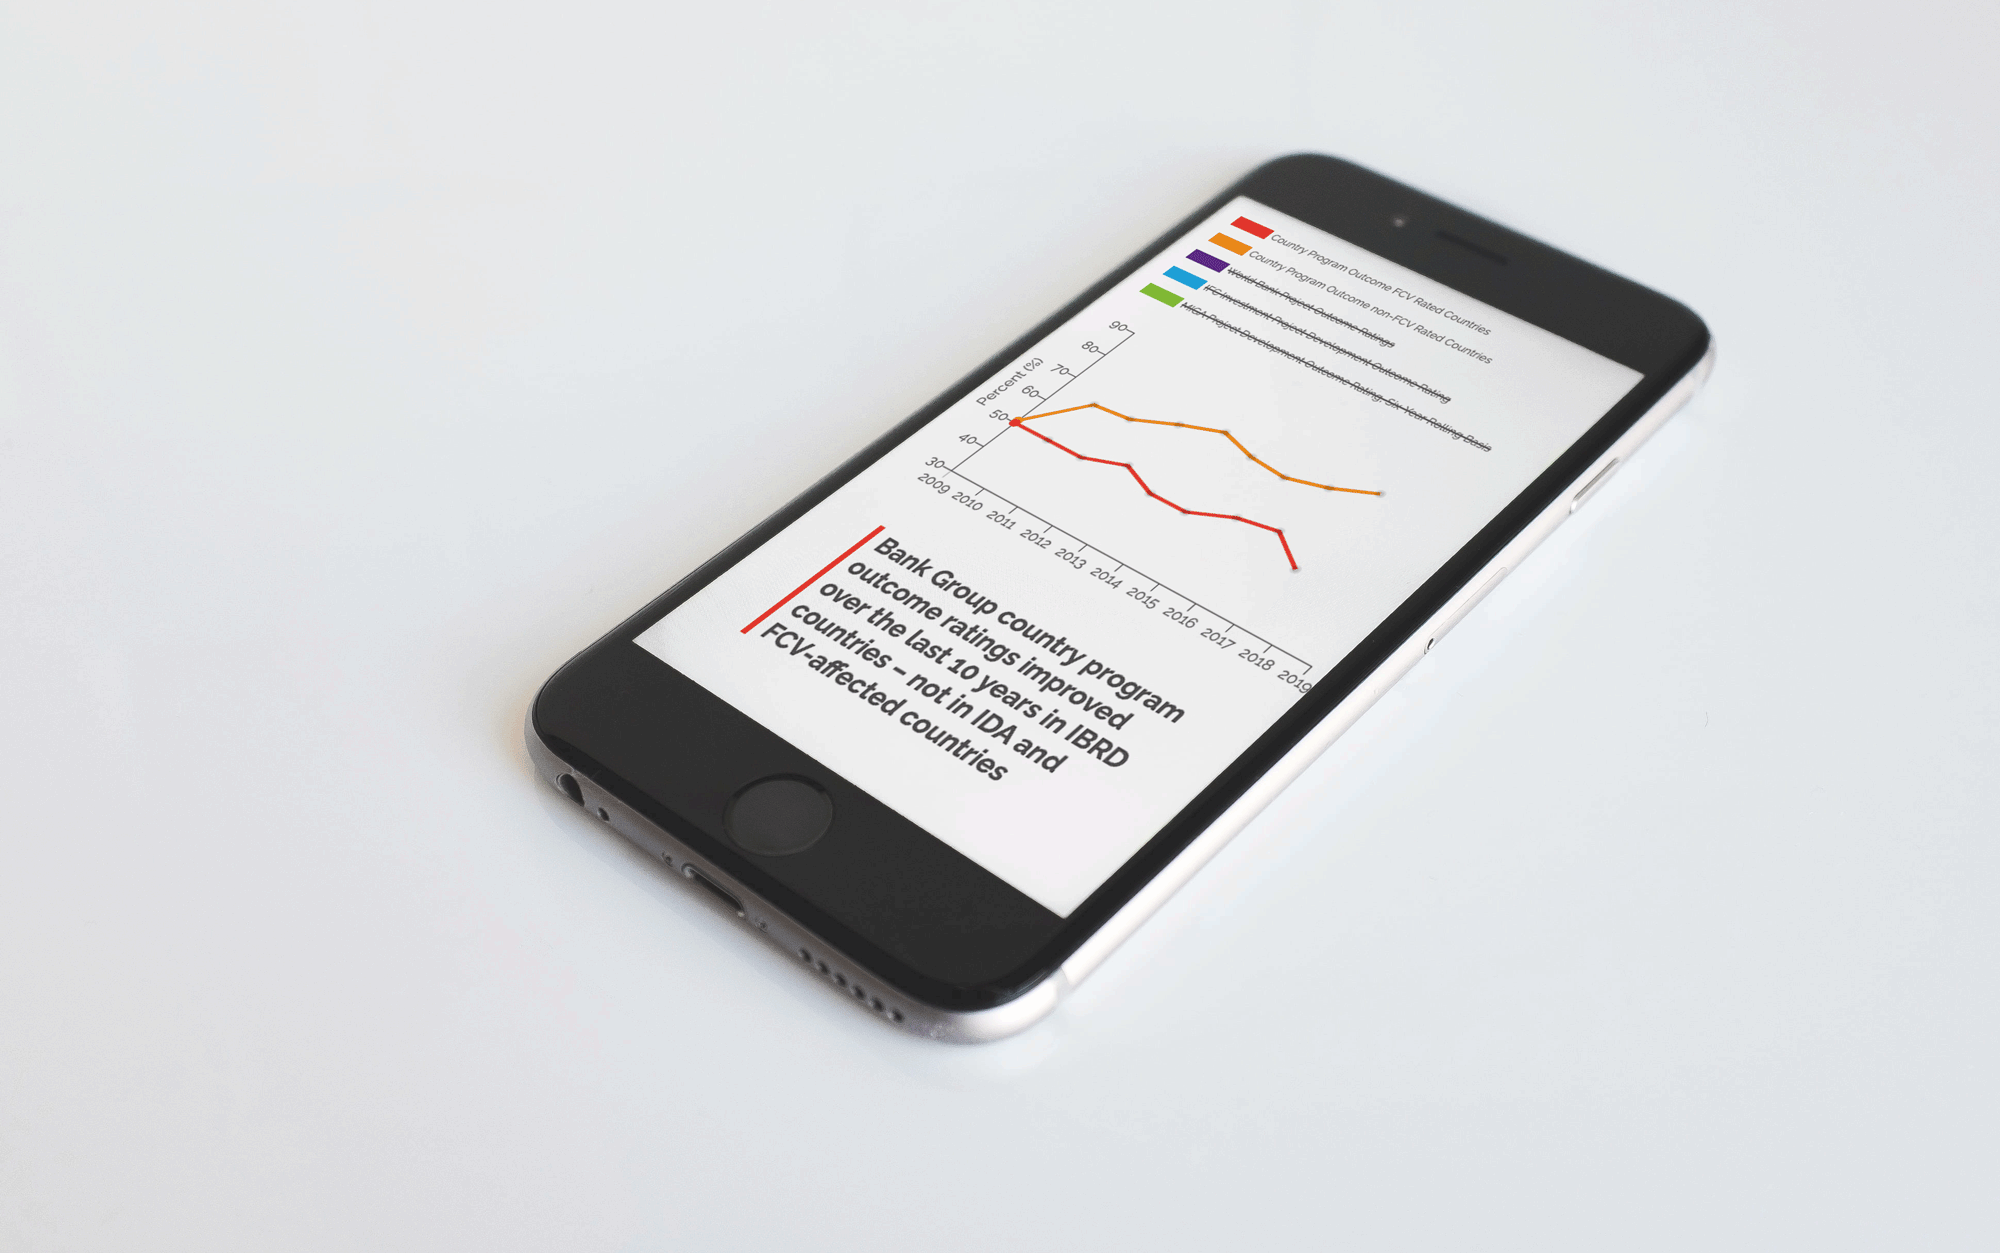 Country Program Outcome FCV Rated Countries
Country Program Outcome non-FCV Rated Countries
World Bank Project Outcome Ratings
IFC Investment Project Development Outcome Rating
MIGA Project Development Outcome Rating, Six-Year Rolling Basis
Percent (%)
90
80
70
60
50
40
30
2009 2010 2011 2012 2013 2014 2015 2016 2017 2018 2019
Bank Group country program
outcome ratings improved
over the last 10 years in IBRD
countries – not in IDA and
FCV-affected countries